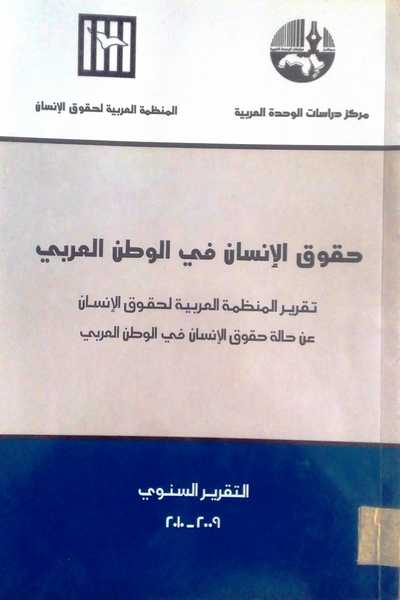 مركز دراسات الوحدة العربية
المنظمة العربية لحقوق الإنسان
حقوق الإنسان في الوطن العربي
تقرير المنظمة العربية لحقوق الإنسان
عن حالة حقوق الإنسان في الوطن العربي
التقرير السنوي
٢٠٠٩-٢٠١٠